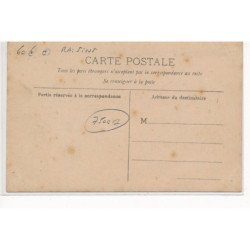 CARTE POSTALE
Tous les pays étrangers n'acceptent pas la correspondance au recto
Se renseigner à la poste
Partie réservée à la correspondance Adresse du destinataire
M